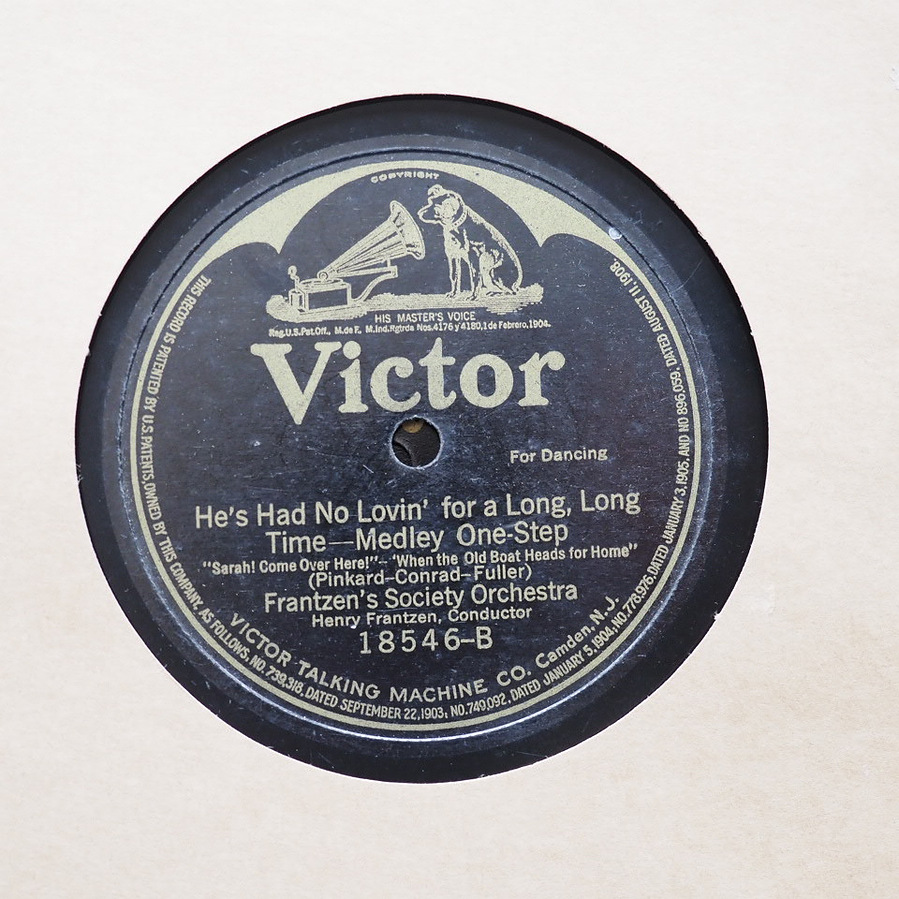 COPYRIGHT
HIS MASTER'S VOICE
Reg.U.S.Pat.Off., M.de F., M.Ind.Rgtrda Nos.4176 y 4180,1 de Febrero,1904.
Victor
For Dancing
He's Had No Lovin' for a Long, Long
Time—Medley One-Step
"Sarah! Come Over Here!"-- 'When the Old Boat Heads for Home"
(Pinkard–Conrad–Fuller)
Frantzen's Society Orchestra
Henry Frantzen, Conductor
18546–B
VICTOR TALKING MACHINE CO. Camden, N.J.
THIS RECORD IS PATENTED BY U.S. PATENTS, OWNED BY THIS COMPANY, AS FOLLOWS, NO. 739,318, DATED SEPTEMBER 22,1903; NO.749,092, DATED JANUARY 5,1904; NO.778,976, DATED JANUARY 3,1905. AND NO 896,059, DATED AUGUST 11, 1908.